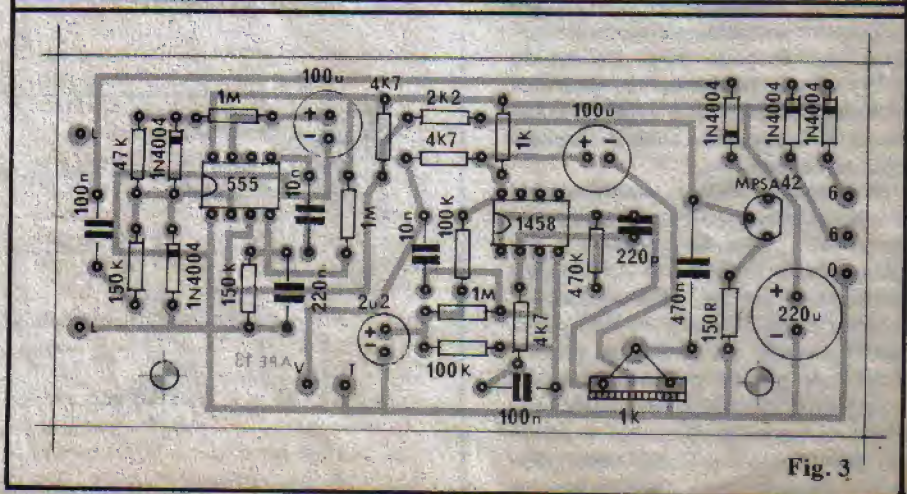 100u
4K7
2K2
1M
100u
1N4004
1N4004
1N4004
47K
1N4004
4K7
1K
L
+
-
+
-
555
10n
MPSA42
100n
6
1M
100K
10n
1458
6
150K
1N4004
150K
220n
470K
220p
0
470n
150R
+
220u
-
2u2
1M
4K7
+
-
L
100K
APE 13
V
T
100n
1K
Fig. 3